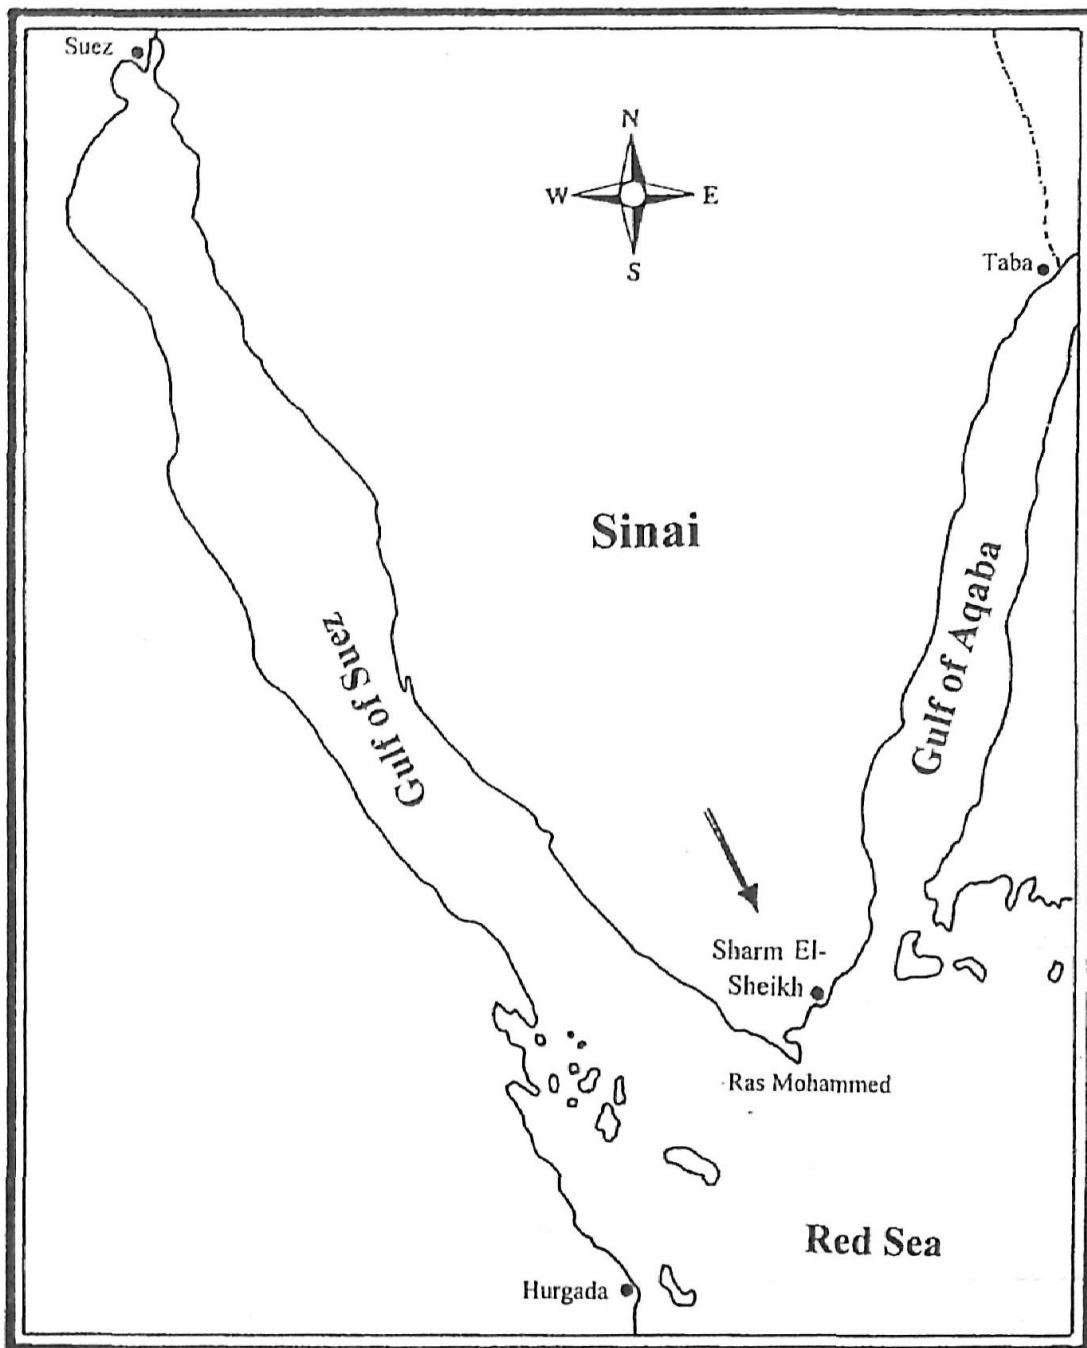 Suez
N
W
E
S
Taba
Sinai
Gulf of Suez
Gulf of Aqaba
Sharm El-
Sheikh
Ras Mohammed
Red Sea
Hurgada